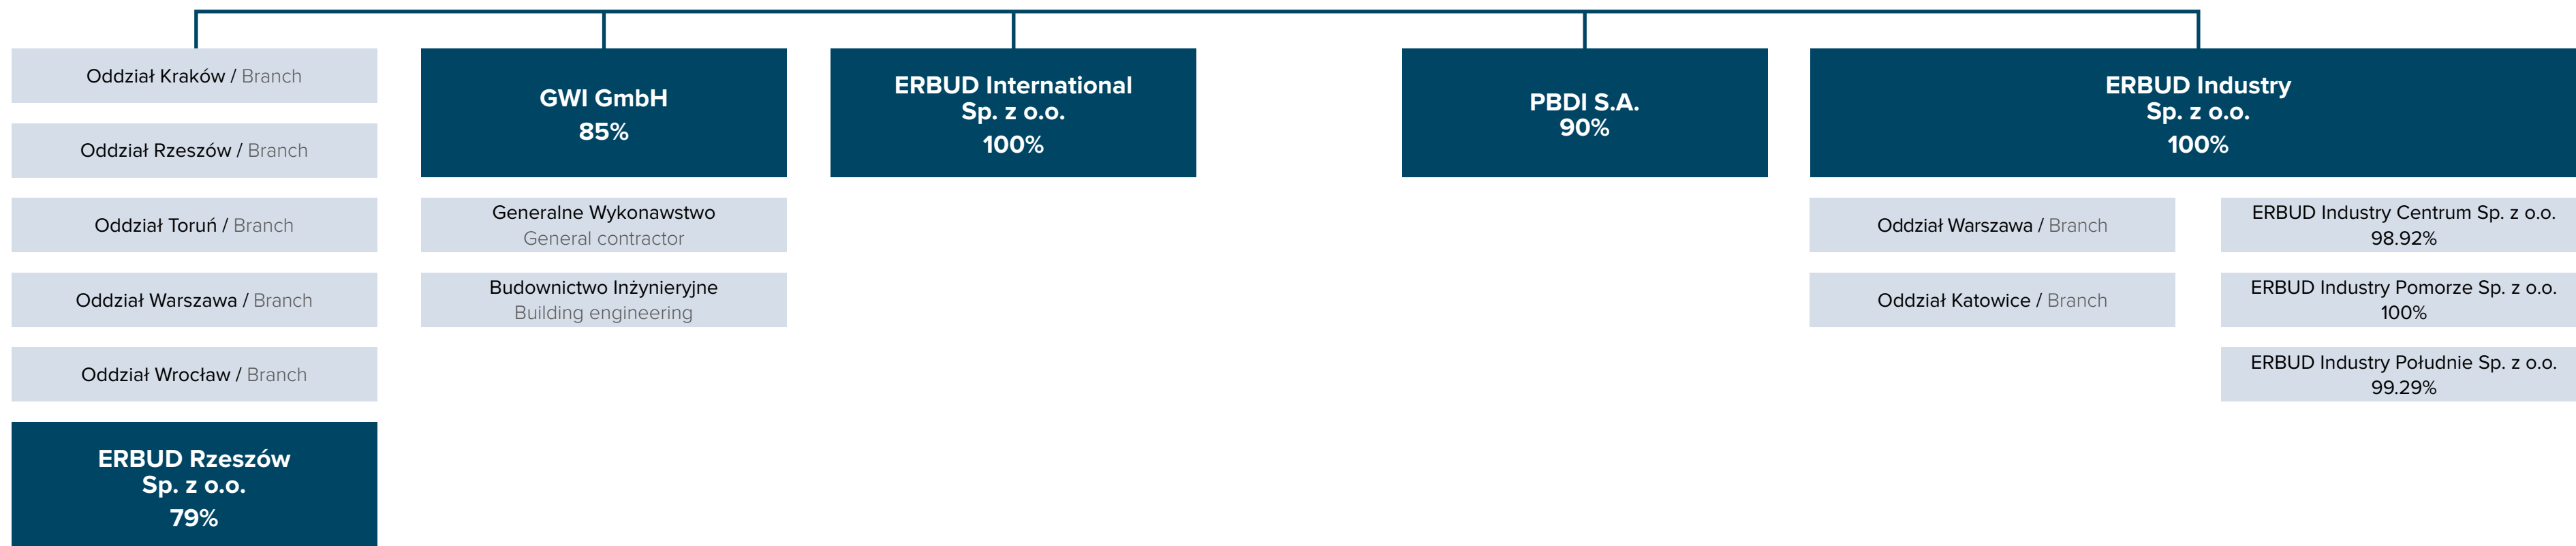 Oddział Kraków / Branch
Oddział Rzeszów / Branch
Oddział Toruń / Branch
Oddział Warszawa / Branch
Oddział Wrocław / Branch
ERBUD Rzeszów
Sp. z o.o.
79%
GWI GmbH
85%
Generalne Wykonawstwo
General contractor
Budownictwo Inżynieryjne
Building engineering
ERBUD International
Sp. z o.o.
100%
PBDI S.A.
90%
ERBUD Industry
Sp. z o.o.
100%
Oddział Warszawa / Branch
Oddział Katowice / Branch
ERBUD Industry Centrum Sp. z o.o.
98.92%
ERBUD Industry Pomorze Sp. z o.o.
100%
ERBUD Industry Południe Sp. z o.o.
99.29%